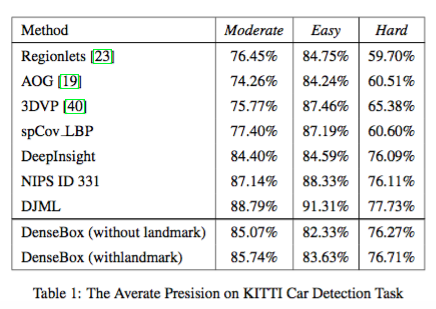 Method Moderate Easy Hard
Regionlets [23] 76.45% 84.75% 59.70%
AOG [19] 74.26% 84.24% 60.51%
3DVP [40] 75.77% 87.46% 65.38%
spCov_LBP 77.40% 87.19% 60.60%
DeepInsight 84.40% 84.59% 76.09%
NIPS ID 331 87.14% 88.33% 76.11%
DJML 88.79% 91.31% 77.73%
DenseBox (without landmark) 85.07% 82.33% 76.27%
DenseBox (withlandmark) 85.74% 83.63% 76.71%
Table 1: The Averate Presision on KITTI Car Detection Task